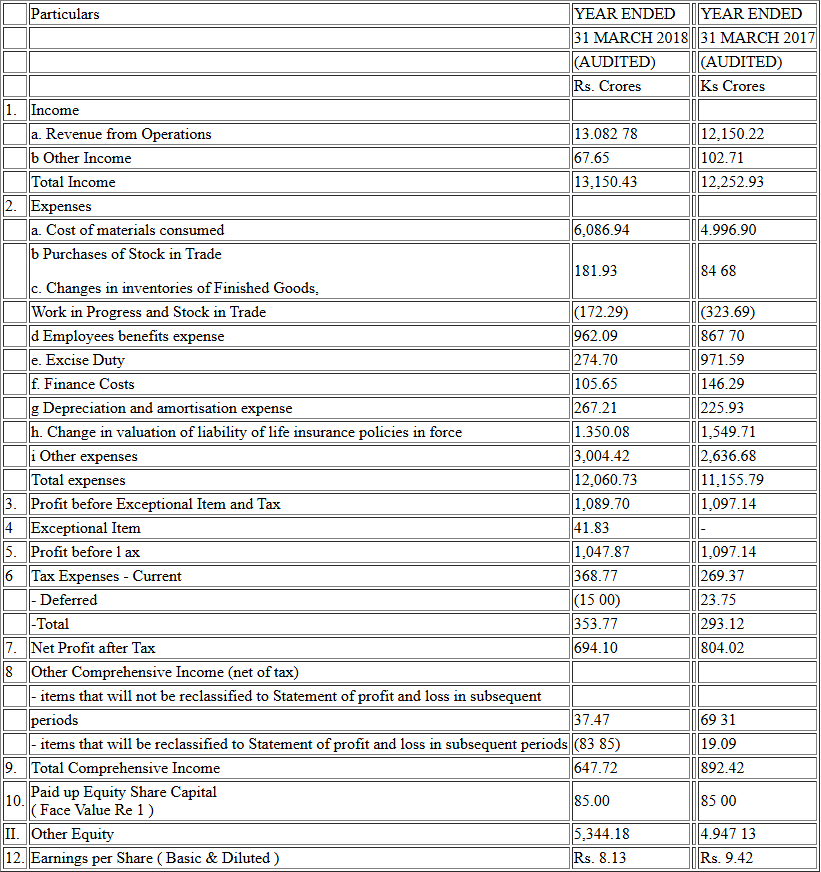 Particulars YEAR ENDED YEAR ENDED
31 MARCH 2018 31 MARCH 2017
(AUDITED) (AUDITED)
Rs. Crores Ks Crores
1. Income
a. Revenue from Operations 13.082 78 12,150.22
b Other Income 67.65 102.71
Total Income 13,150.43 12,252.93
2. Expenses
a. Cost of materials consumed 6,086.94 4.996.90
b Purchases of Stock in Trade
181.93 84 68
c. Changes in inventories of Finished Goods,
Work in Progress and Stock in Trade (172.29) (323.69)
d Employees benefits expense 962.09 867 70
e. Excise Duty 274.70 971.59
f. Finance Costs 105.65 146.29
g Depreciation and amortisation expense 267.21 225.93
h. Change in valuation of liability of life insurance policies in force 1.350.08 1,549.71
i Other expenses 3,004.42 2,636.68
Total expenses 12,060.73 11,155.79
3. Profit before Exceptional Item and Tax 1,089.70 1,097.14
4 Exceptional Item 41.83 -
5. Profit before l ax 1,047.87 1,097.14
6 Tax Expenses - Current 368.77 269.37
- Deferred (15 00) 23.75
-Total 353.77 293.12
7. Net Profit after Tax 694.10 804.02
8 Other Comprehensive Income (net of tax)
- items that will not be reclassified to Statement of profit and loss in subsequent
periods 37.47 69 31
- items that will be reclassified to Statement of profit and loss in subsequent periods (83 85) 19.09
9. Total Comprehensive Income 647.72 892.42
10. Paid up Equity Share Capital 85.00 85 00
( Face Value Re 1 )
II. Other Equity 5,344.18 4.947 13
12. Earnings per Share ( Basic & Diluted ) Rs. 8.13 Rs. 9.42